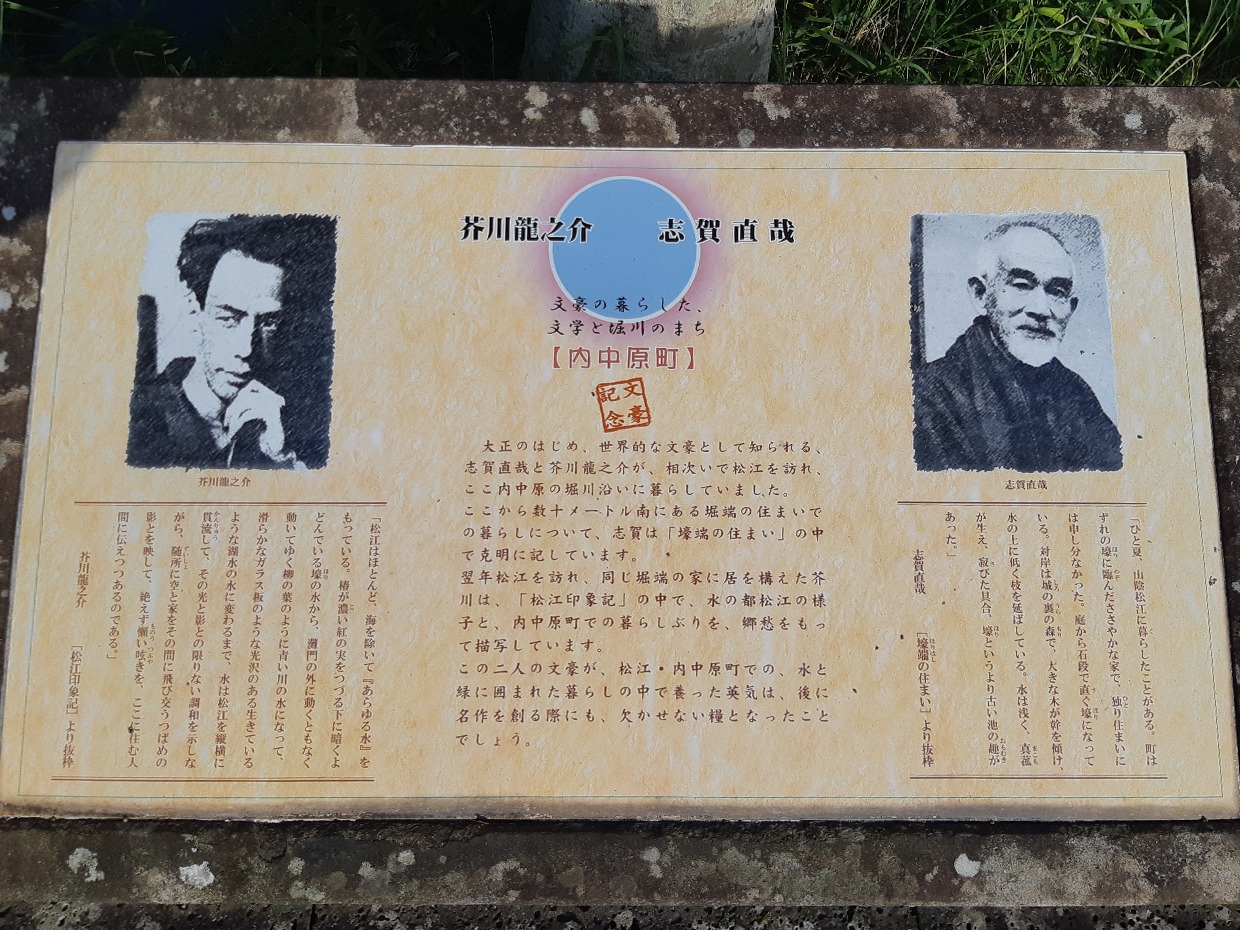 芥川龍之介 志賀直哉
文豪の暮らした、
文学と堀川のまち
【内中原町】
文豪
記念
大正のはじめ、世界的な文豪として知られる、
志賀直哉と芥川龍之介が、相次いで松江を訪れ、
ここ内中原の堀川沿いに暮らしていました。
ここから数十メートル南にある堀端の住まいで
の暮らしについて、志賀は「壕端の住まい」の中
で克明に記しています。
翌年松江を訪れ、同じ堀端の家に居を構えた芥
川は、「松江印象記」の中で、水の都松江の様
子と、内中原町での暮らしぶりを、郷愁をもっ
て描写しています。
この二人の文豪が、松江・内中原町での、水と
緑に囲まれた暮らしの中で養った英気は、後に
名作を創る際にも、欠かせない糧となったこと
でしょう。
志賀直哉
「ひと夏、山陰松江に暮らしたことがある。町は
ずれの壕に臨んだささやかな家で、独り住まいに
は申し分なかった。庭から石段で直ぐ壕になって
いる。対岸は城の裏の森で、大きな木が幹を傾け、
水の上に低く枝を延ばしている。水は浅く、真菰
が生え、寂びた具合、壕というより古い池の趣が
あった。」
志賀直哉 [壕端の住まい]より抜粋
芥川龍之介
「松江はほとんど、海を除いて『あらゆる水』を
もっている。椿が濃い紅の実をつづる下に暗くよ
どんでいる壕の水から、灘門の外に動くともなく
動いてゆく柳の葉のように青い川の水になって、
滑らかなガラス板のような光沢のある生きている
ような湖水の水に変わるまで、水は松江を縦横に
貫流して、その光と影との限りない調和を示しな
がら、随所に空と家をその間に飛び交うつばめの
影とを映して、絶えず懶い呟きを、ここに住む人
間に伝えつつあるのである。」
芥川龍之介 [松江印象記]より抜粋